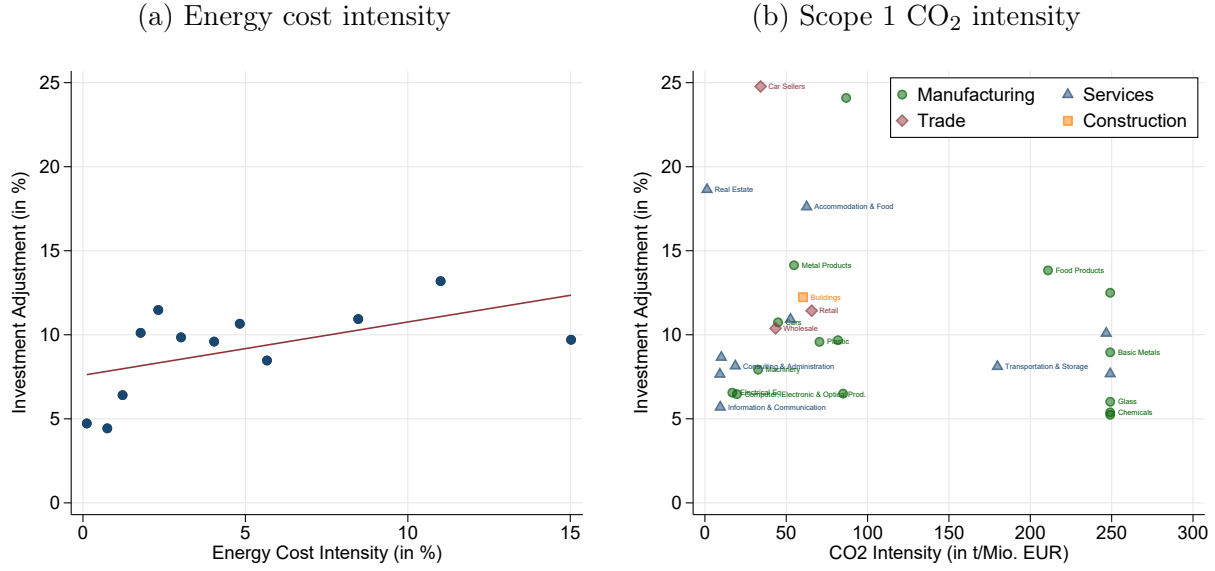 (a) Energy cost intensity
25
20
15
10
5
0
Investment Adjustment (in %)
0 5 10 15
Energy Cost Intensity (in %)
(b) Scope 1 CO₂ intensity
25
20
15
10
5
0
Investment Adjustment (in %)
Manufacturing
Services
Trade
Construction
Car Sellers
Real Estate
Accommodation & Food
Metal Products
Food Products
Buildings
Retail
Cars
Wholesale
Plastic
Basic Metals
Consulting & Administration
Transportation & Storage
Machinery
Electrical Eq.
Computer, Electronic & Optical Prod.
Glass
Information & Communication
Chemicals
0 50 100 150 200 250 300
CO2 Intensity (in t/Mio. EUR)